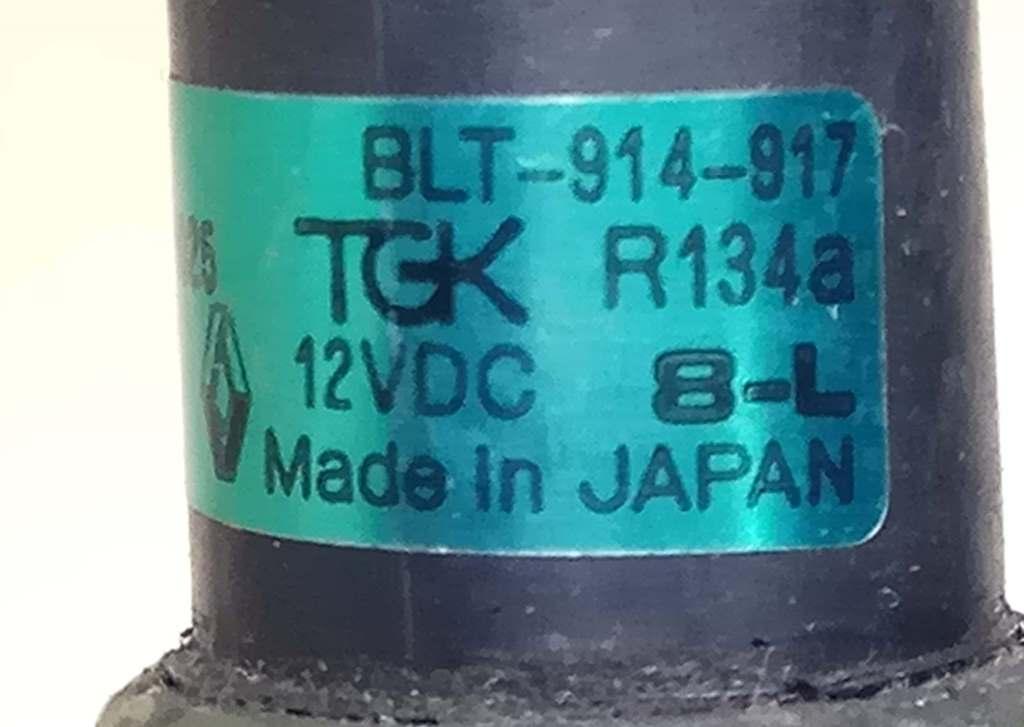 BLT-914-917
TGK R134a
12VDC 8-L
Made In JAPAN